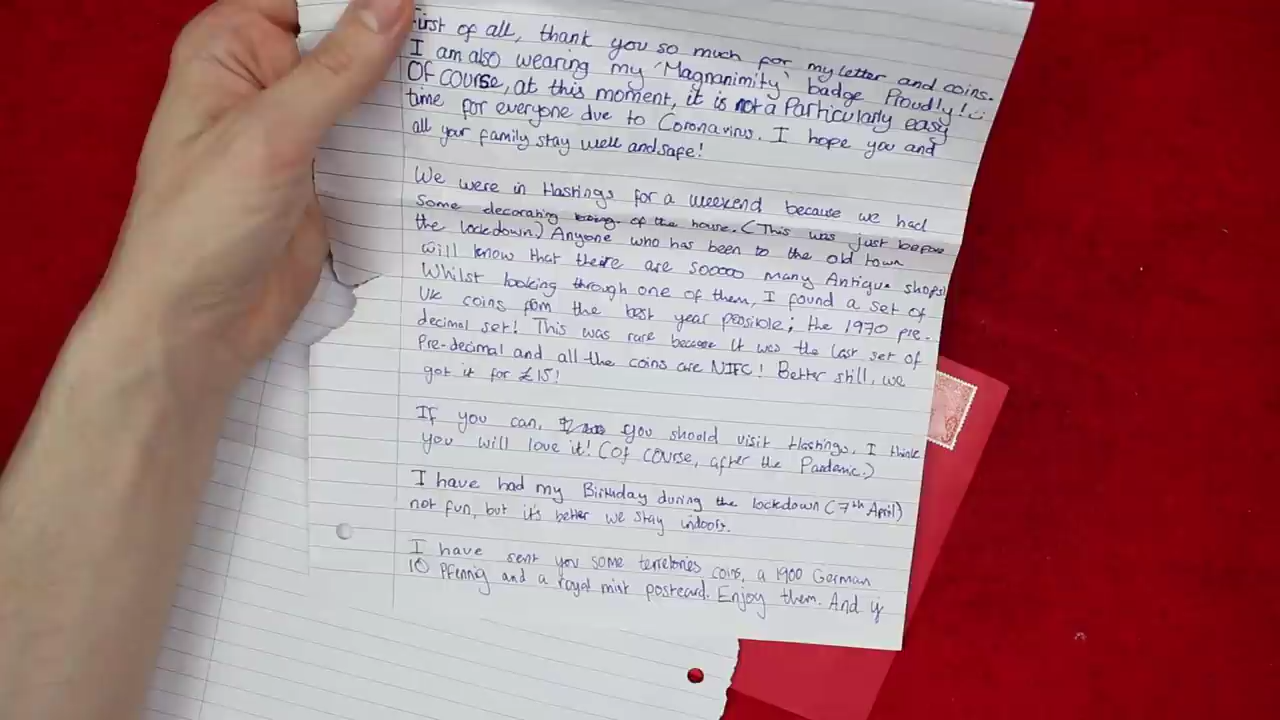 First of all, thank you so much for my letter and coins.
I am also wearing my 'Magnanimity' badge Proudly!
Of course, at this moment, it is not a Particularly easy
time for everyone due to Coronavirus. I hope you and
all your family stay well and safe!
We were in Hastings for a weekend because we had
some decorating of the house. (This was just before
the lockdown) Anyone who has been to the old town
will know that there are sooooo many Antique shops!
Whilst looking through one of them, I found a set of
UK coins from the best year possible; the 1970 pre-
decimal set! This was rare because it was the last set of
Pre-decimal and all the coins are NIFC! Better still, we
got it for £15!
If you can, you should visit Hastings. I think
you will love it! (Of course, after the Pandemic.)
I have had my Birthday during the lockdown (7th April)
not fun, but it's better we stay indoors.
I have sent you some terretories coins, a 1900 German
10 Pfennig and a royal mint postcard. Enjoy them. And if